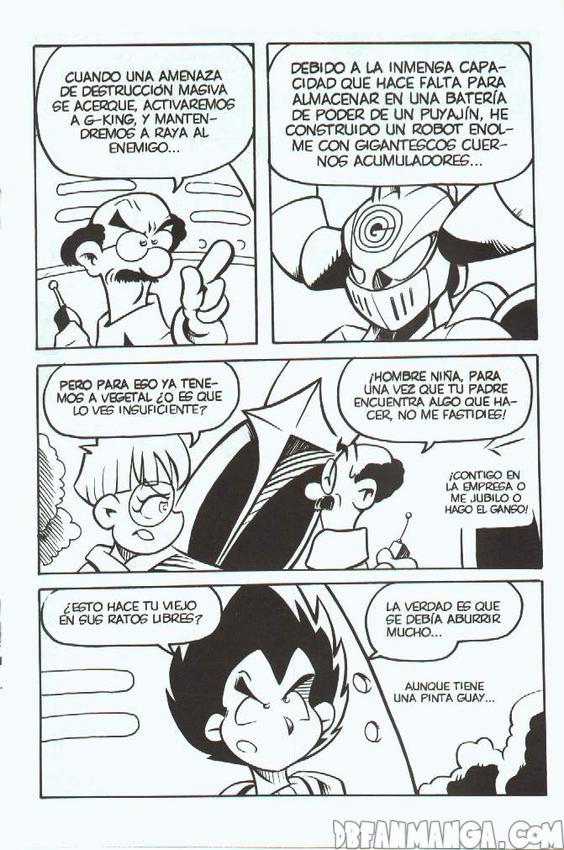 CUANDO UNA AMENAZA
DE DESTRUCCIÓN MAGIVA
SE ACERQUE, ACTIVAREMOS
A G-KING, Y MANTEN-
DREMOS A RAYA AL
ENEMIGO...
DEBIDO A LA INMENSA CAPA-
CIDAD QUE HACE FALTA PARA
ALMACENAR EN UNA BATERÍA
DE PODER DE UN PUYAJÍN, HE
CONSTRUIDO UN ROBOT ENOL-
ME CON GIGANTESCOS CUER-
NOS ACUMULADORES...
G
PERO PARA ESO YA TENE-
MOS A VEGETAL ¿O ES QUE
LO VES INSUFICIENTE?
¡HOMBRE NIÑA, PARA
UNA VEZ QUE TU PADRE
ENCUENTRA ALGO QUE HA-
CER, NO ME FASTIDIES!
¡CONTIGO EN
LA EMPRESA O
ME JUBILO O
HAGO EL GANSO!
¿ESTO HACE TU VIEJO
EN SUS RATOS LIBRES?
LA VERDAD ES QUE
SE DEBÍA ABURRIR
MUCHO...
AUNQUE TIENE
UNA PINTA GUAY...
DBFANMANGA.COM